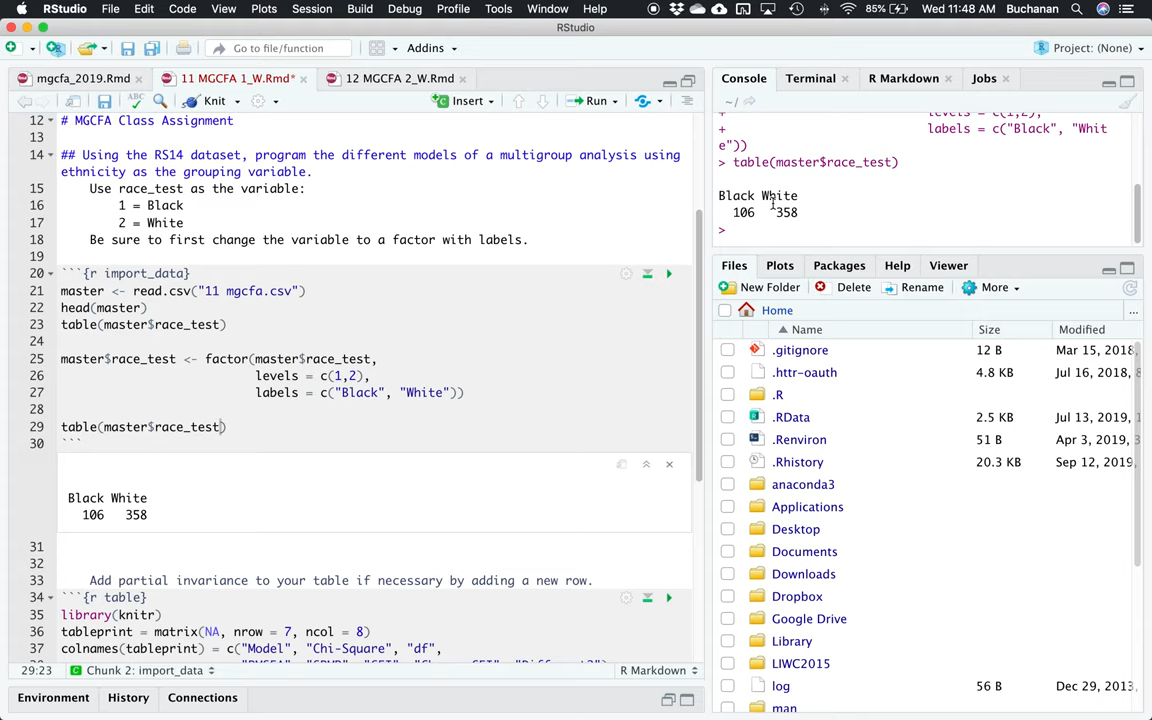 RStudio File Edit Code View Plots Session Build Debug Profile Tools Window Help 85% Wed 11:48 AM Buchanan
RStudio
Go to file/function Addins Project: (None)
mgcfa_2019.Rmd 11 MGCFA 1_W.Rmd* 12 MGCFA 2_W.Rmd
ABC Knit Insert Run
12 # MGCFA Class Assignment
13
14 ## Using the RS14 dataset, program the different models of a multigroup analysis using
ethnicity as the grouping variable.
15 Use race_test as the variable:
16 1 = Black
17 2 = White
18 Be sure to first change the variable to a factor with labels.
19
20 ```{r import_data}
21 master <- read.csv("11 mgcfa.csv")
22 head(master)
23 table(master$race_test)
24
25 master$race_test <- factor(master$race_test,
26 levels = c(1,2),
27 labels = c("Black", "White"))
28
29 table(master$race_test)
30 ```
Black White
106 358
31
32
33 Add partial invariance to your table if necessary by adding a new row.
34 ```{r table}
35 library(knitr)
36 tableprint = matrix(NA, nrow = 7, ncol = 8)
37 colnames(tableprint) = c("Model", "Chi-Square", "df",
29:23 Chunk 2: import_data R Markdown
Environment History Connections
Console Terminal R Markdown Jobs
~/
+ levels = c(1,2),
+ labels = c("Black", "Whit
e"))
> table(master$race_test)
Black White
106 358
>
Files Plots Packages Help Viewer
New Folder Delete Rename More
Home ...
Name Size Modified
.gitignore 12 B Mar 15, 2018,
.httr-oauth 4.8 KB Jul 16, 2018,
.R
.RData 2.5 KB Jul 13, 2019,
.Renviron 51 B Apr 3, 2019,
.Rhistory 20.3 KB Sep 12, 2019,
anaconda3
Applications
Desktop
Documents
Downloads
Dropbox
Google Drive
Library
LIWC2015
log 56 B Dec 29, 2013,
man